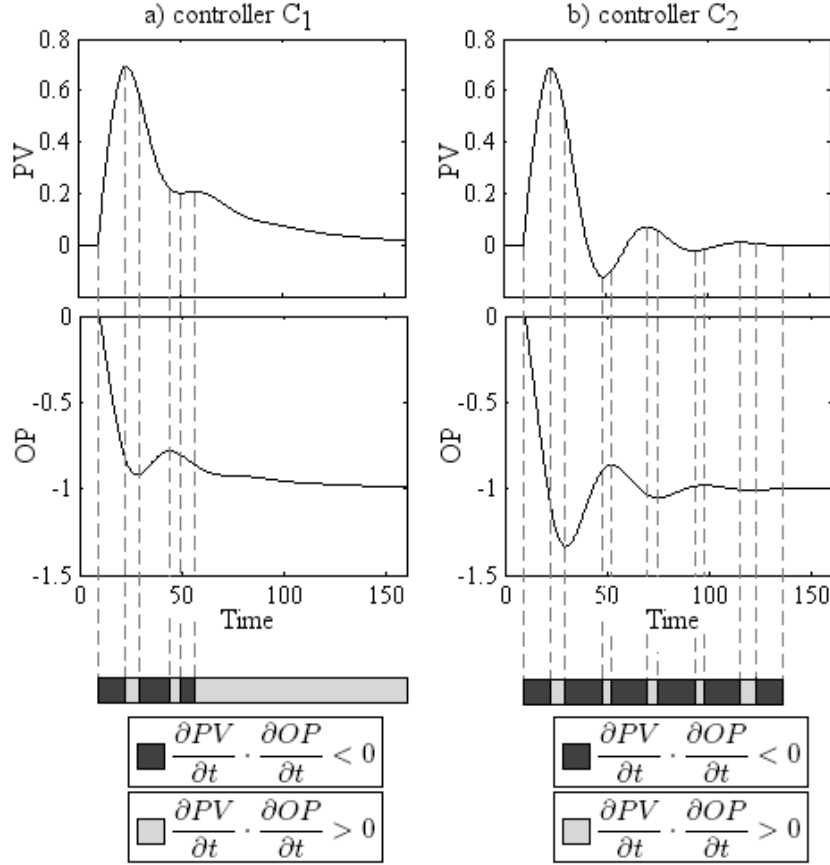 a) controller C₁
0.8
0.6
0.4
0.2
0
PV
0
-0.5
-1
-1.5
OP
0 50 100 150
Time
∂PV/∂t · ∂OP/∂t < 0
∂PV/∂t · ∂OP/∂t > 0
b) controller C₂
0.8
0.6
0.4
0.2
0
PV
0
-0.5
-1
-1.5
OP
0 50 100 150
Time
∂PV/∂t · ∂OP/∂t < 0
∂PV/∂t · ∂OP/∂t > 0